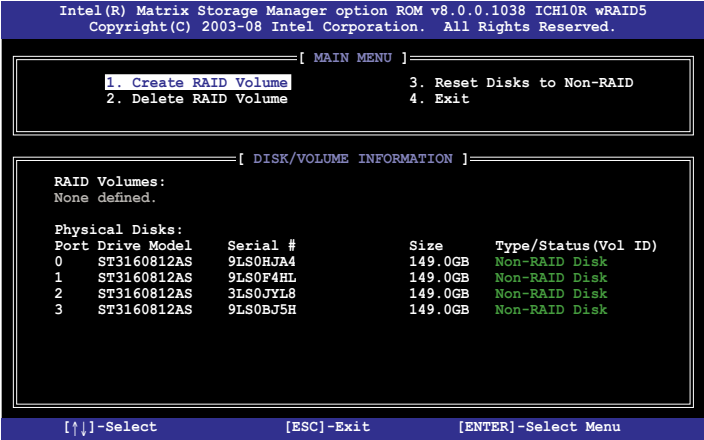 Intel(R) Matrix Storage Manager option ROM v8.0.0.1038 ICH10R wRAID5
Copyright(C) 2003-08 Intel Corporation. All Rights Reserved.
[ MAIN MENU ]
1. Create RAID Volume 3. Reset Disks to Non-RAID
2. Delete RAID Volume 4. Exit
[ DISK/VOLUME INFORMATION ]
RAID Volumes:
None defined.
Physical Disks:
Port Drive Model Serial # Size Type/Status(Vol ID)
0 ST3160812AS 9LS0HJA4 149.0GB Non-RAID Disk
1 ST3160812AS 9LS0F4HL 149.0GB Non-RAID Disk
2 ST3160812AS 3LS0JYL8 149.0GB Non-RAID Disk
3 ST3160812AS 9LS0BJ5H 149.0GB Non-RAID Disk
[↑↓]-Select [ESC]-Exit [ENTER]-Select Menu